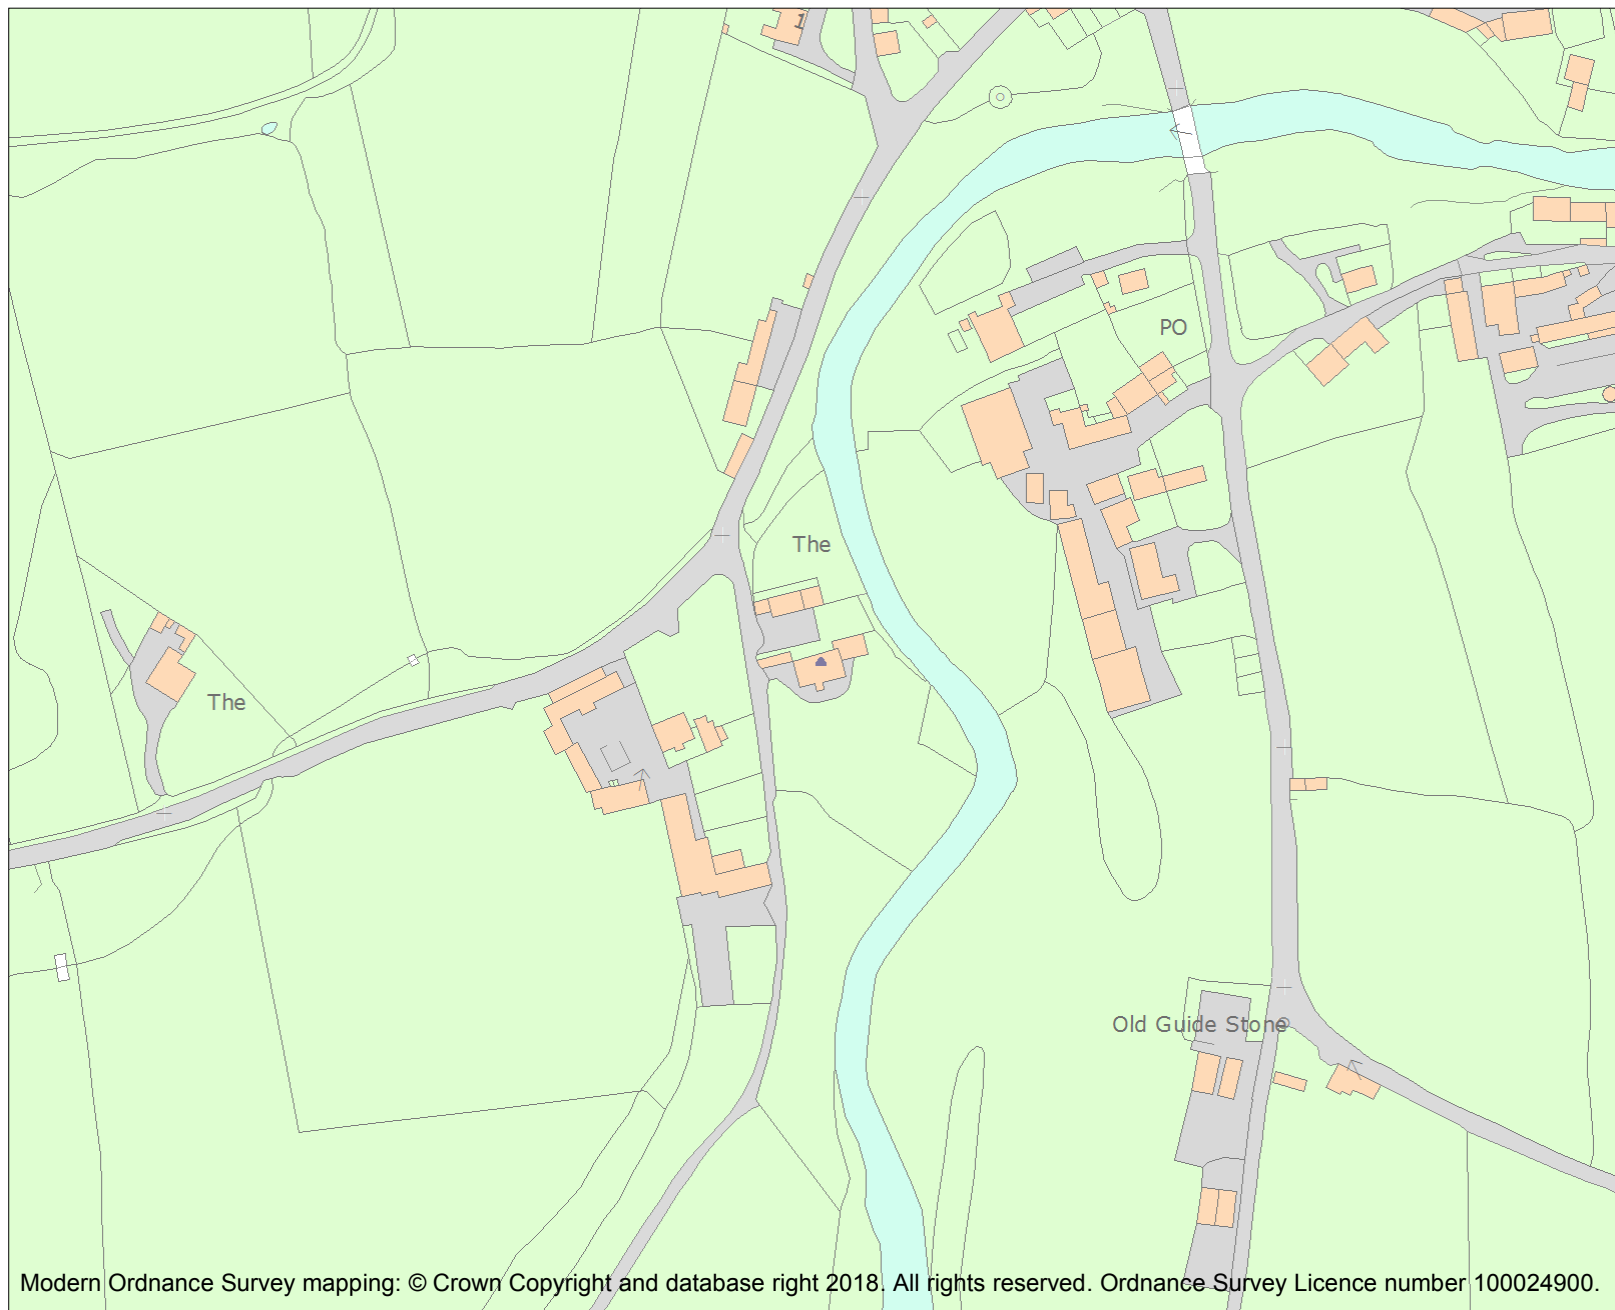 1
PO
The
The
Old Guide Stone
Modern Ordnance Survey mapping: © Crown Copyright and database right 2018. All rights reserved. Ordnance Survey Licence number 100024900.